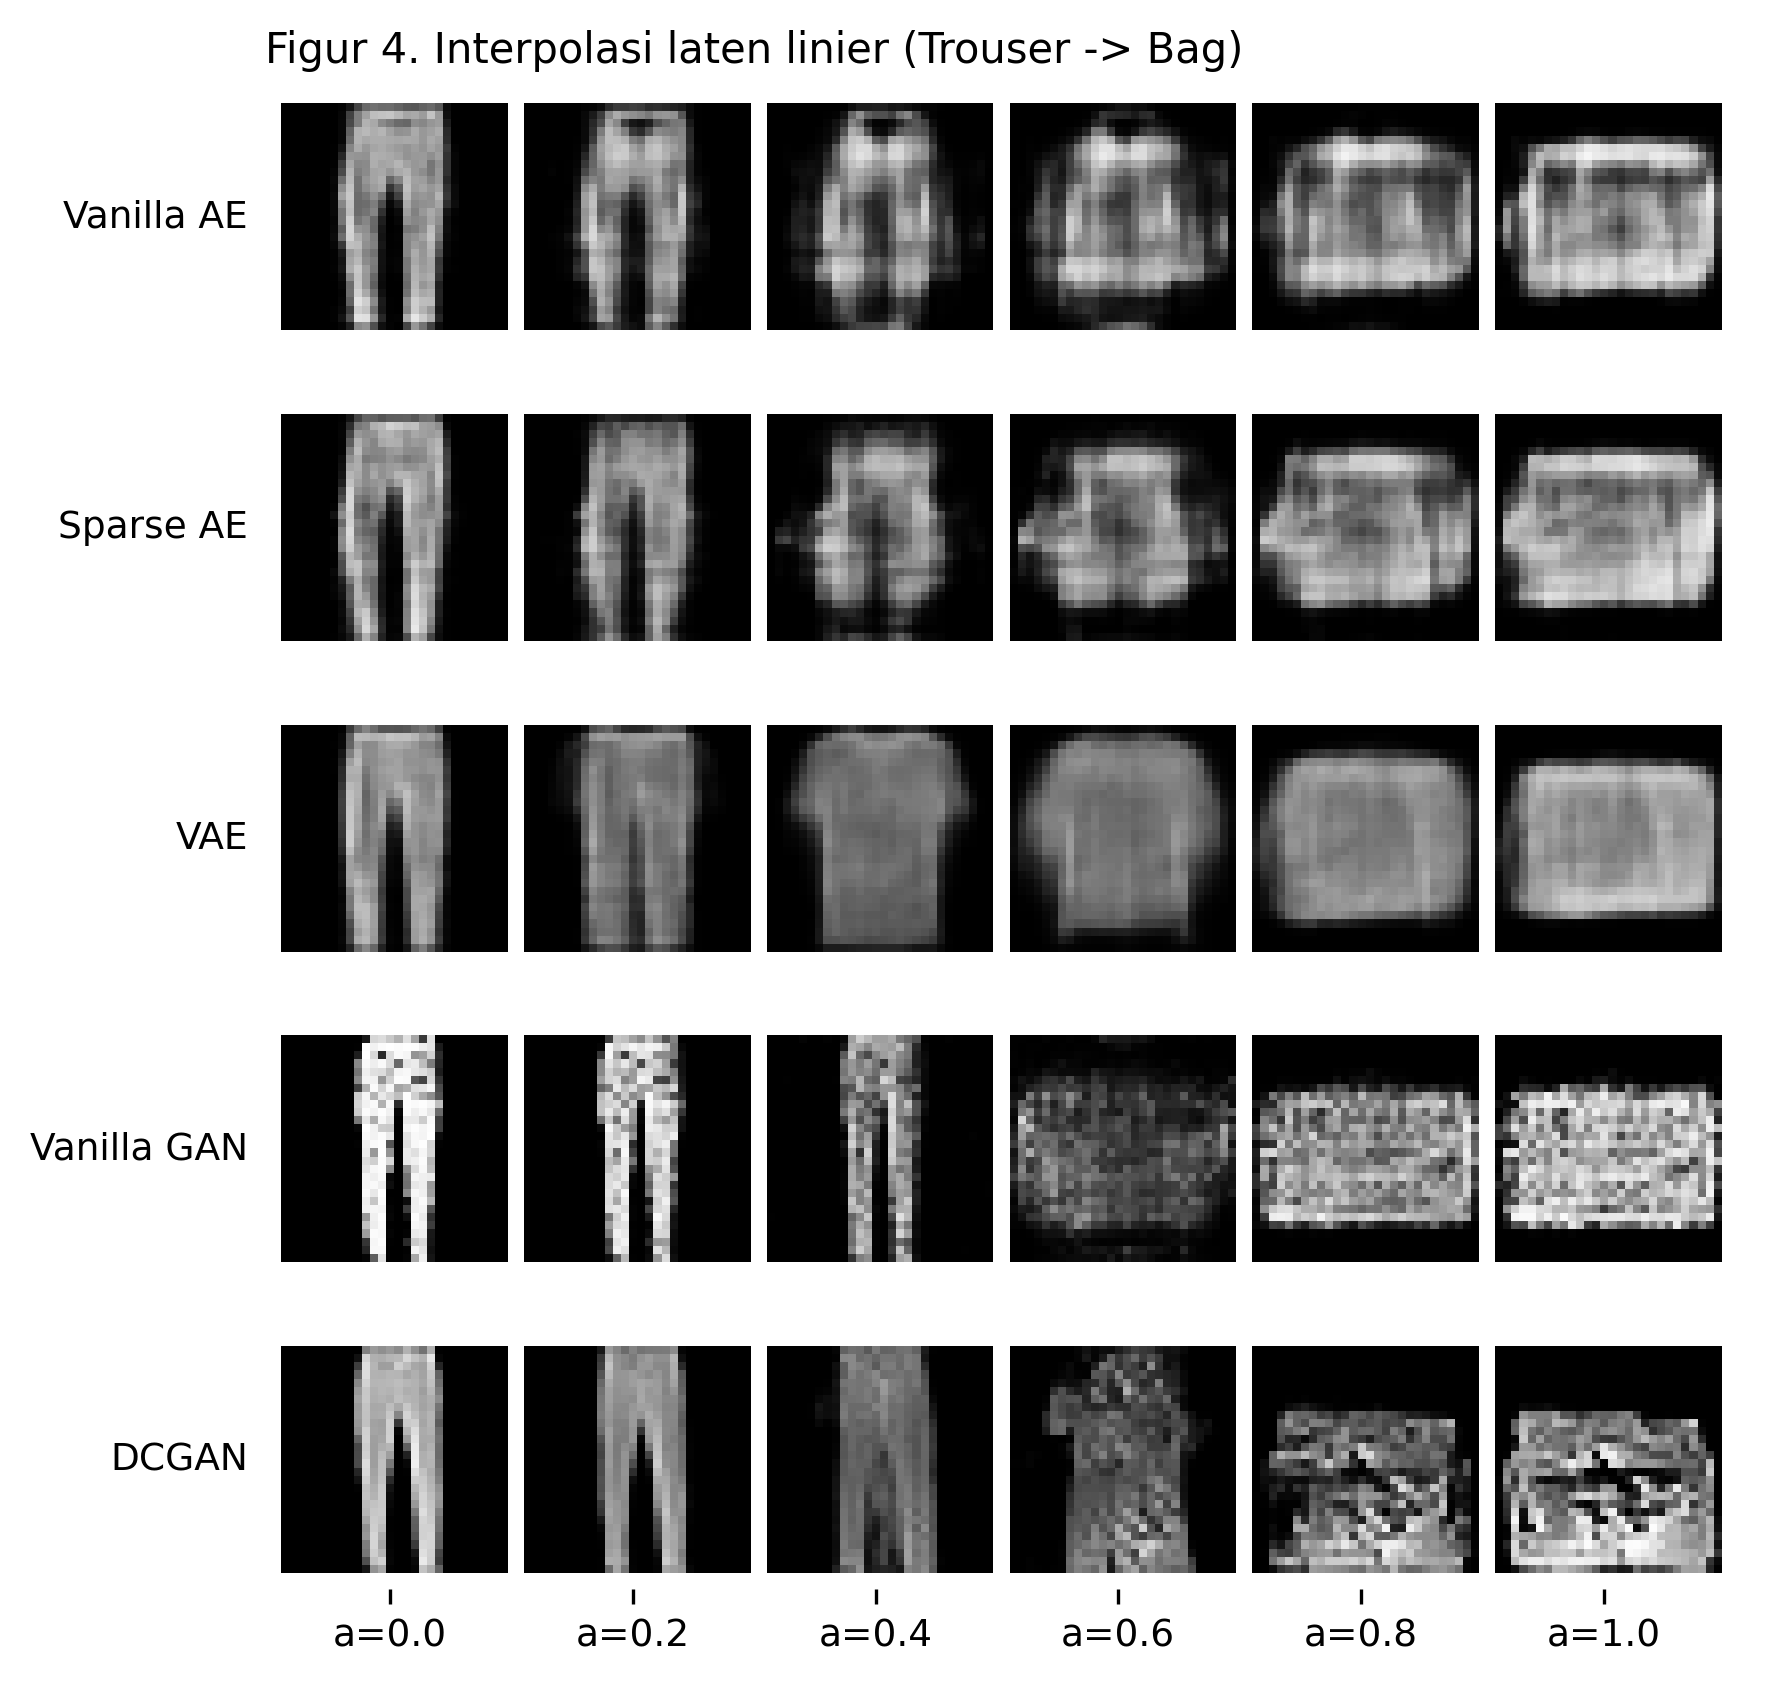 Figur 4. Interpolasi laten linier (Trouser -> Bag)
Vanilla AE
Sparse AE
VAE
Vanilla GAN
DCGAN
a=0.0
a=0.2
a=0.4
a=0.6
a=0.8
a=1.0